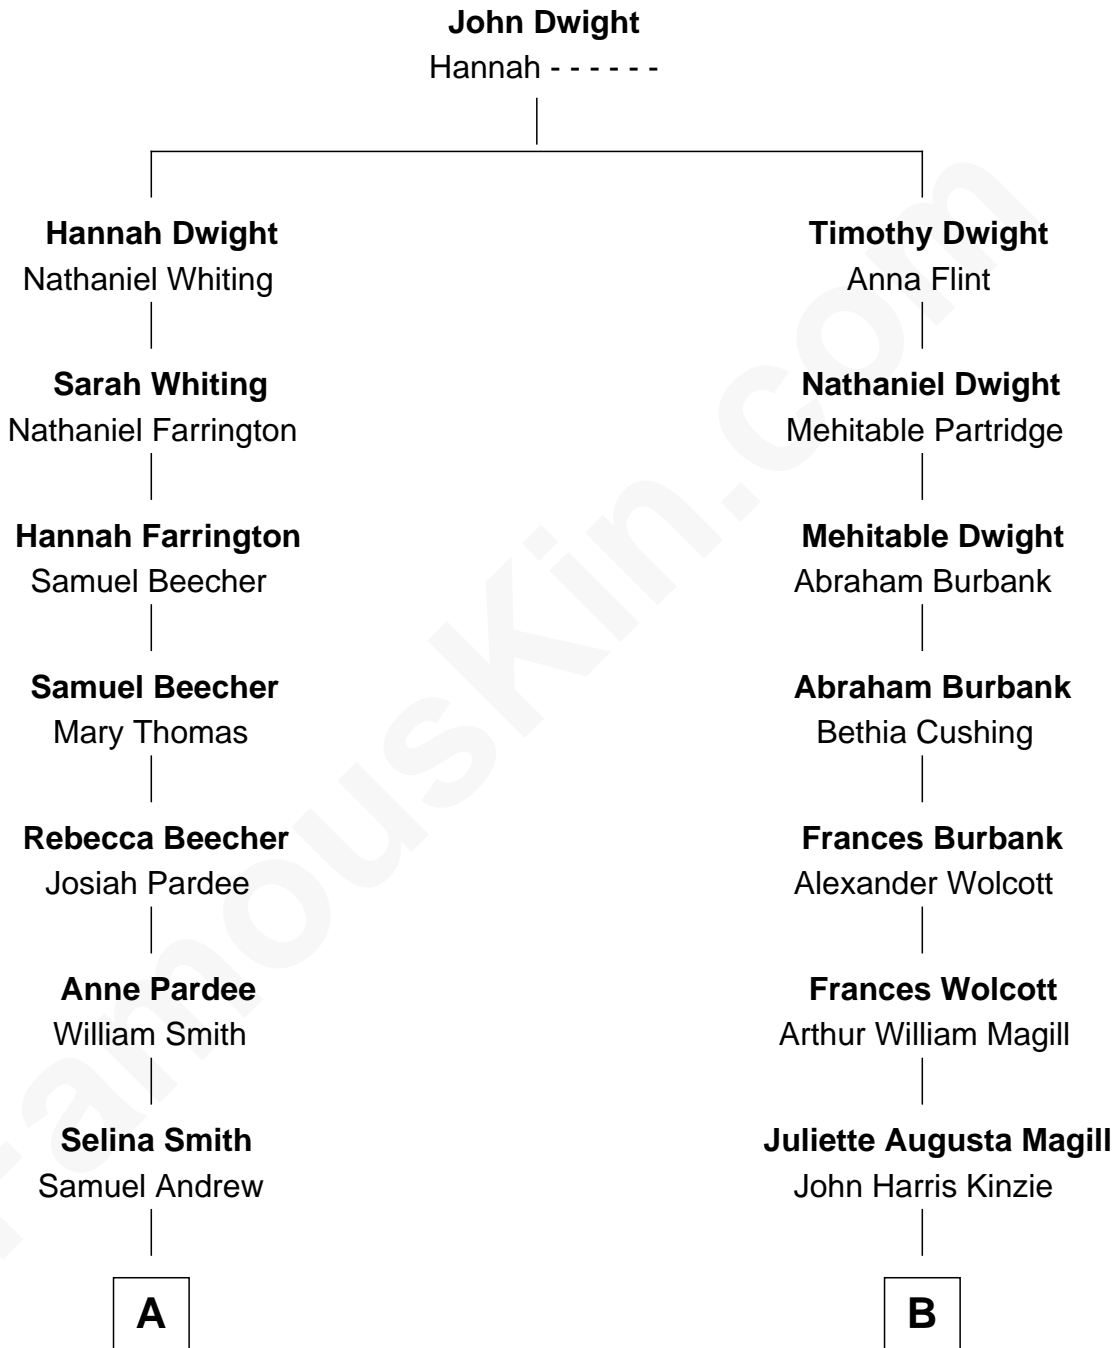 John Dwight
Hannah - - - - - -
Hannah Dwight
Nathaniel Whiting
Timothy Dwight
Anna Flint
Sarah Whiting
Nathaniel Farrington
Nathaniel Dwight
Mehitable Partridge
Hannah Farrington
Samuel Beecher
Mehitable Dwight
Abraham Burbank
Samuel Beecher
Mary Thomas
Abraham Burbank
Bethia Cushing
Rebecca Beecher
Josiah Pardee
Frances Burbank
Alexander Wolcott
Anne Pardee
William Smith
Frances Wolcott
Arthur William Magill
Selina Smith
Samuel Andrew
Juliette Augusta Magill
John Harris Kinzie
A
B
FamousKin.com